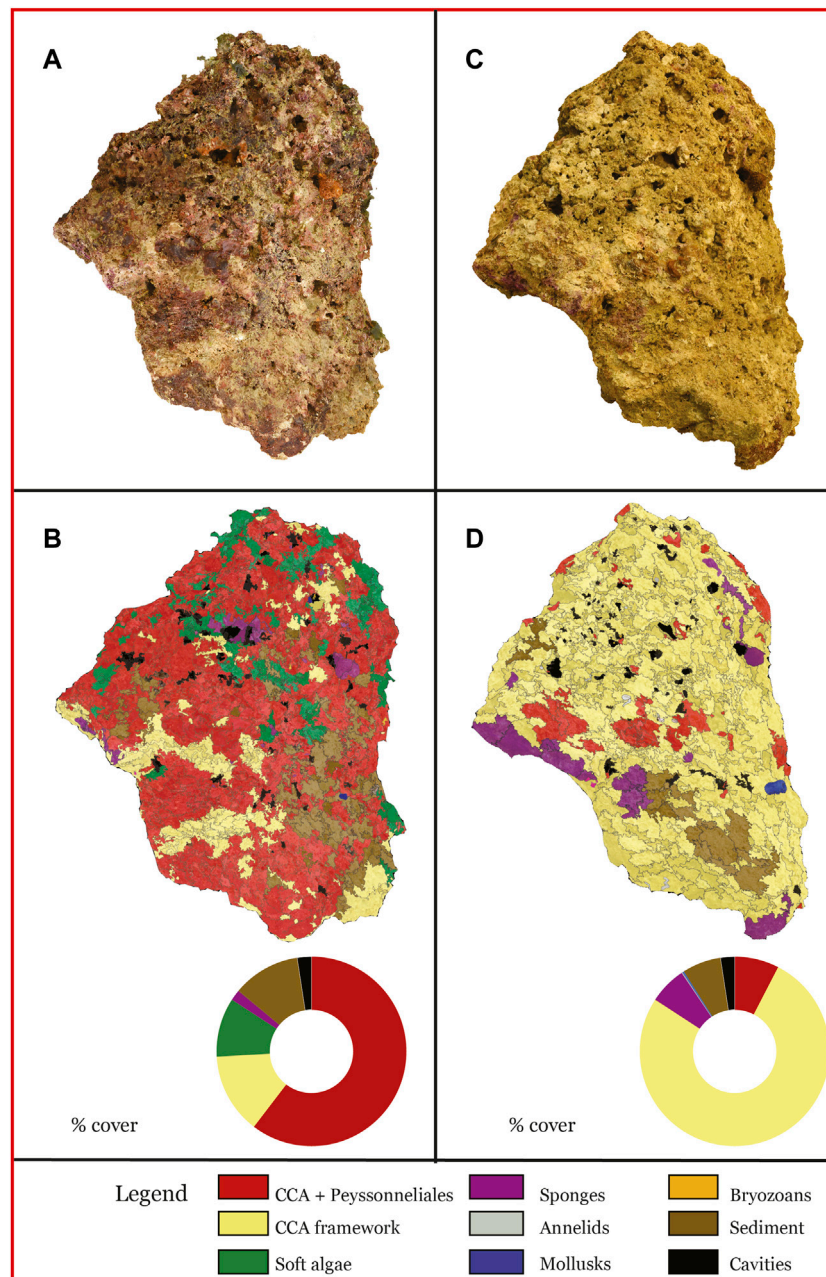 A
C
B
D
% cover
% cover
Legend
CCA + Peyssonneliales
Sponges
Bryozoans
CCA framework
Annelids
Sediment
Soft algae
Mollusks
Cavities